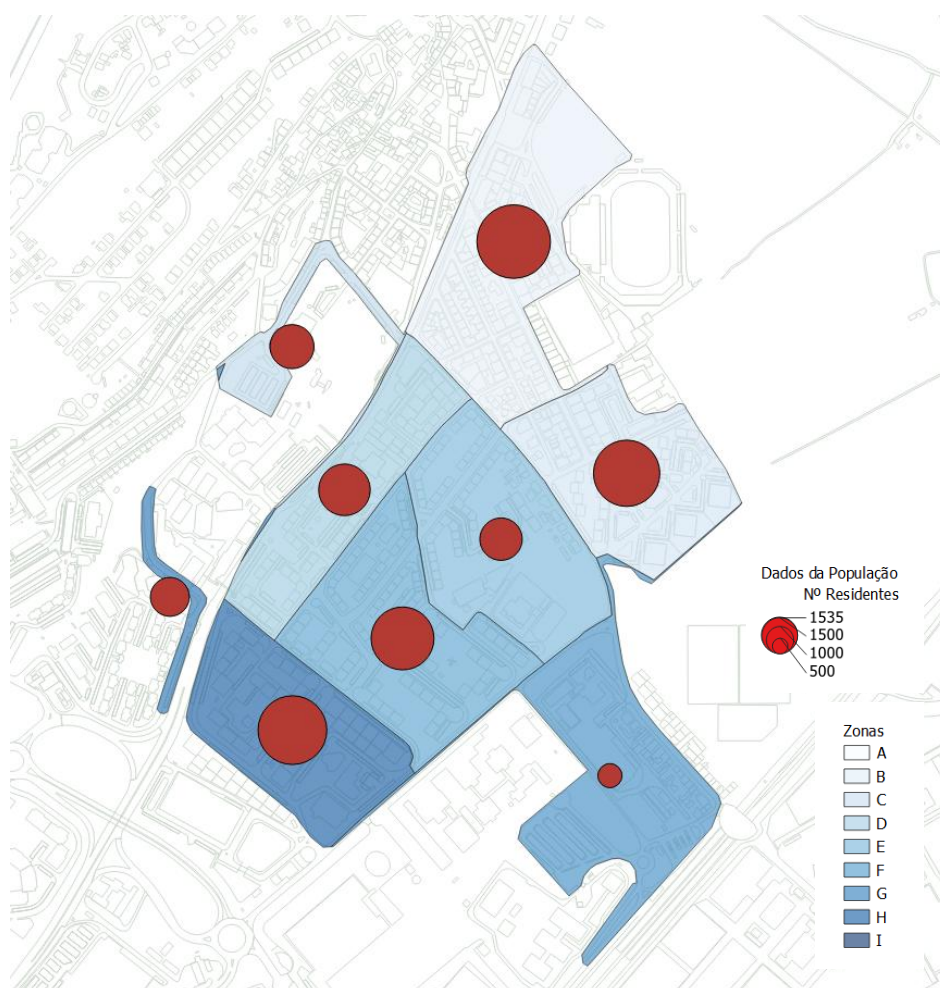 Dados da População
Nº Residentes
1535
1500
1000
500
Zonas
A
B
C
D
E
F
G
H
I